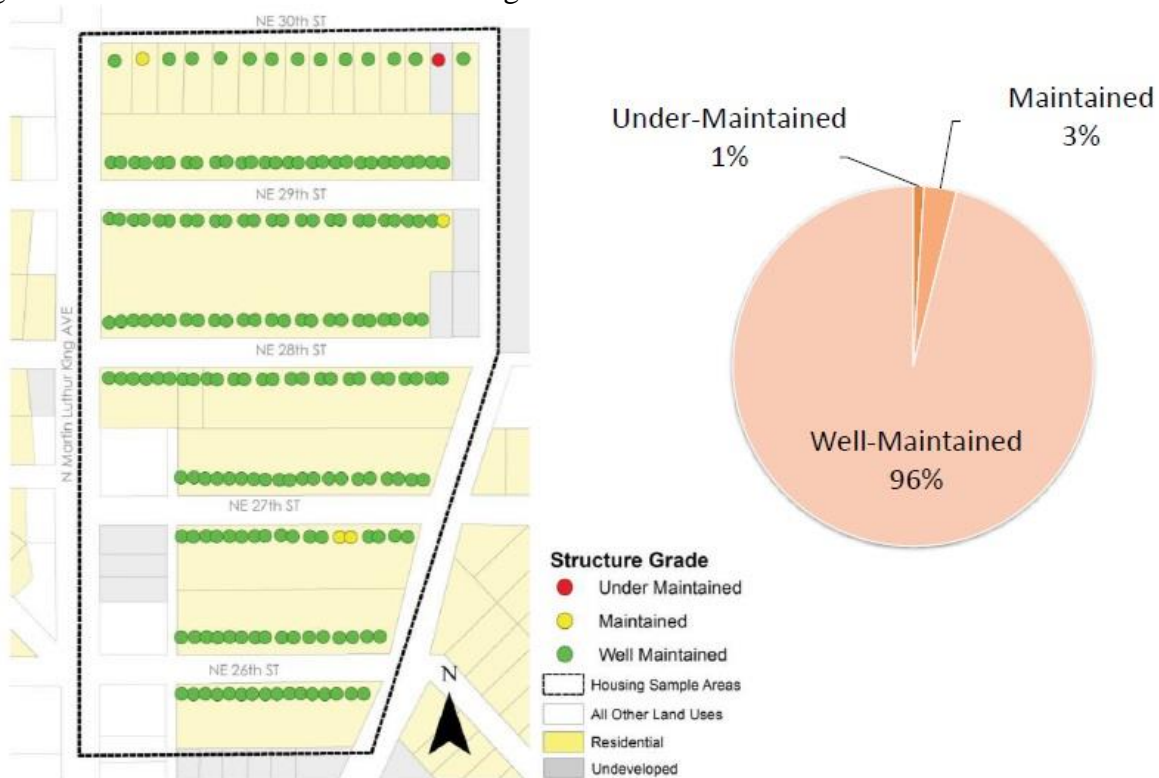 NE 30th ST
NE 29th ST
N Martin Luthur King AVE
NE 28th ST
NE 27th ST
NE 26th ST
N
Under-Maintained
1%
Maintained
3%
Well-Maintained
96%
Structure Grade
Under Maintained
Maintained
Well Maintained
Housing Sample Areas
All Other Land Uses
Residential
Undeveloped